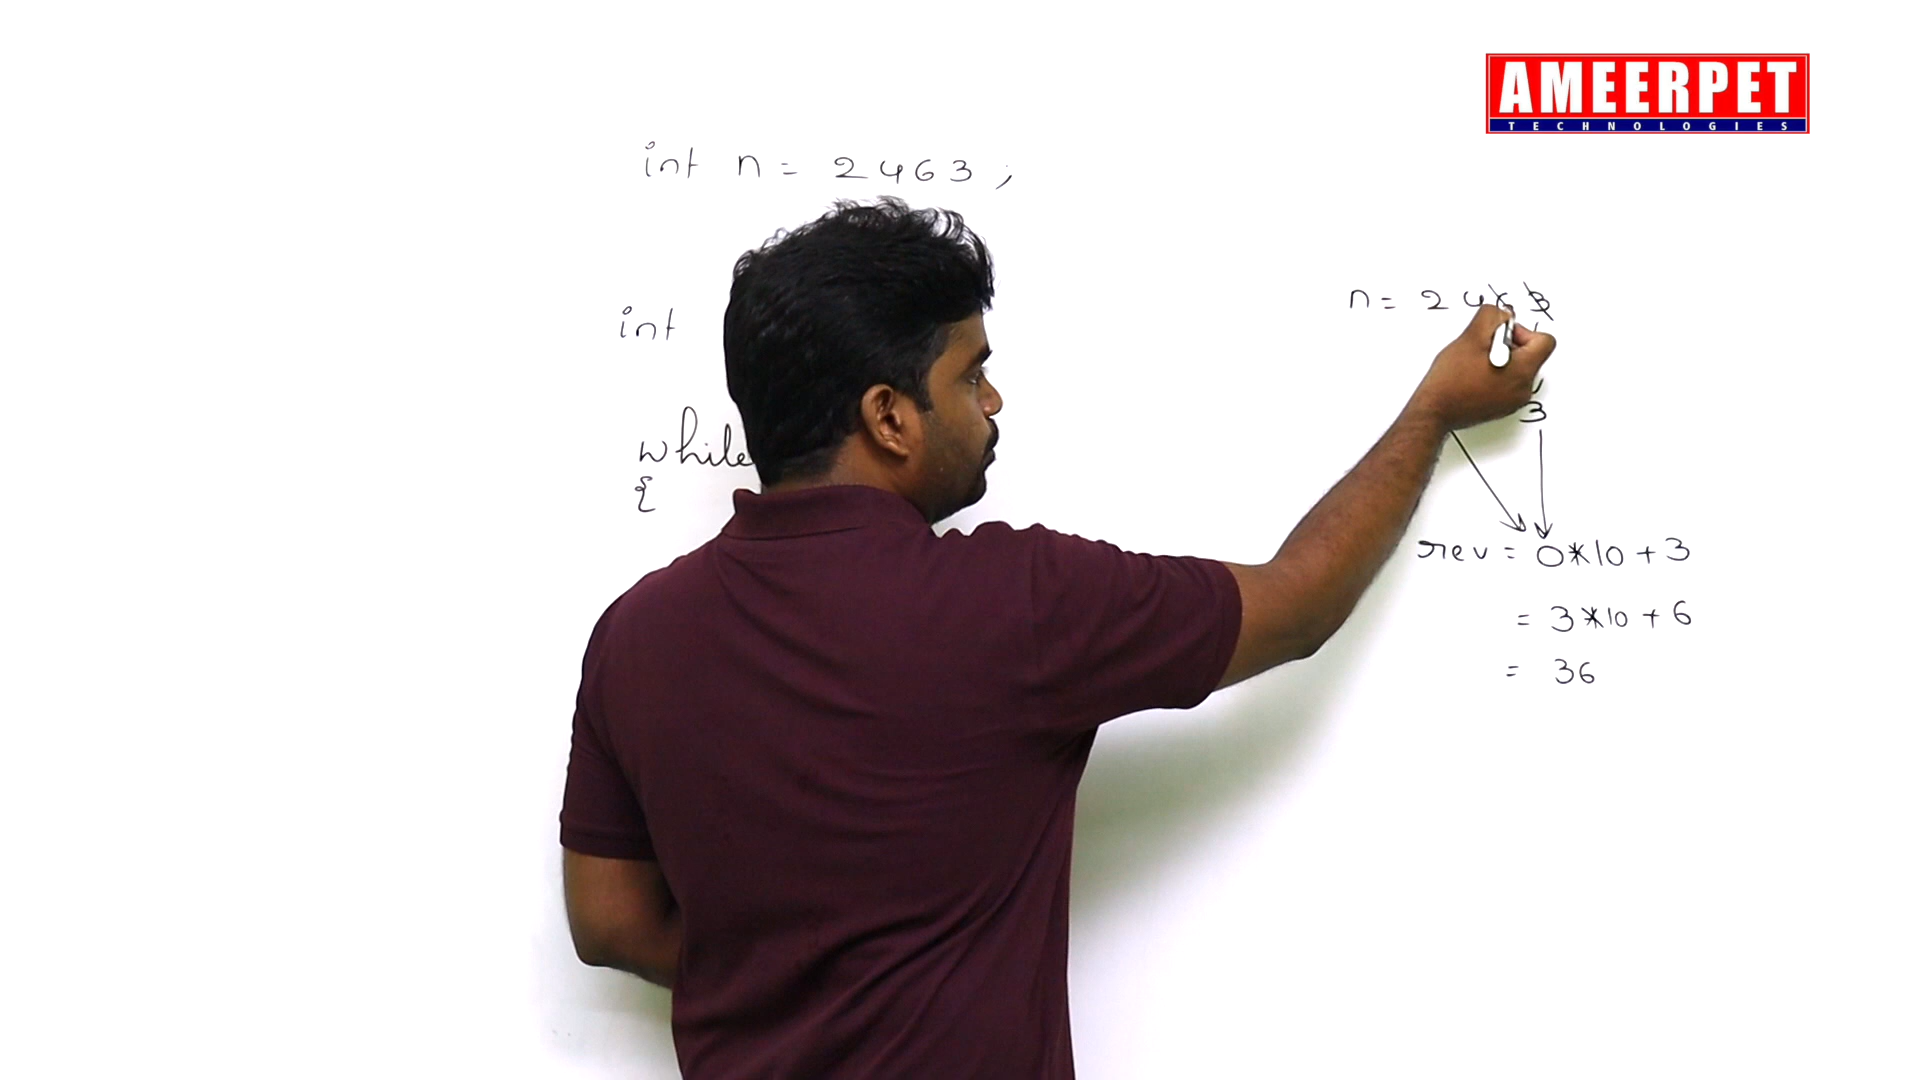 AMEERPET
TECHNOLOGIES
int n = 2463;
int
while
{
n = 2463
3
rev = 0*10+3
= 3*10+6
= 36